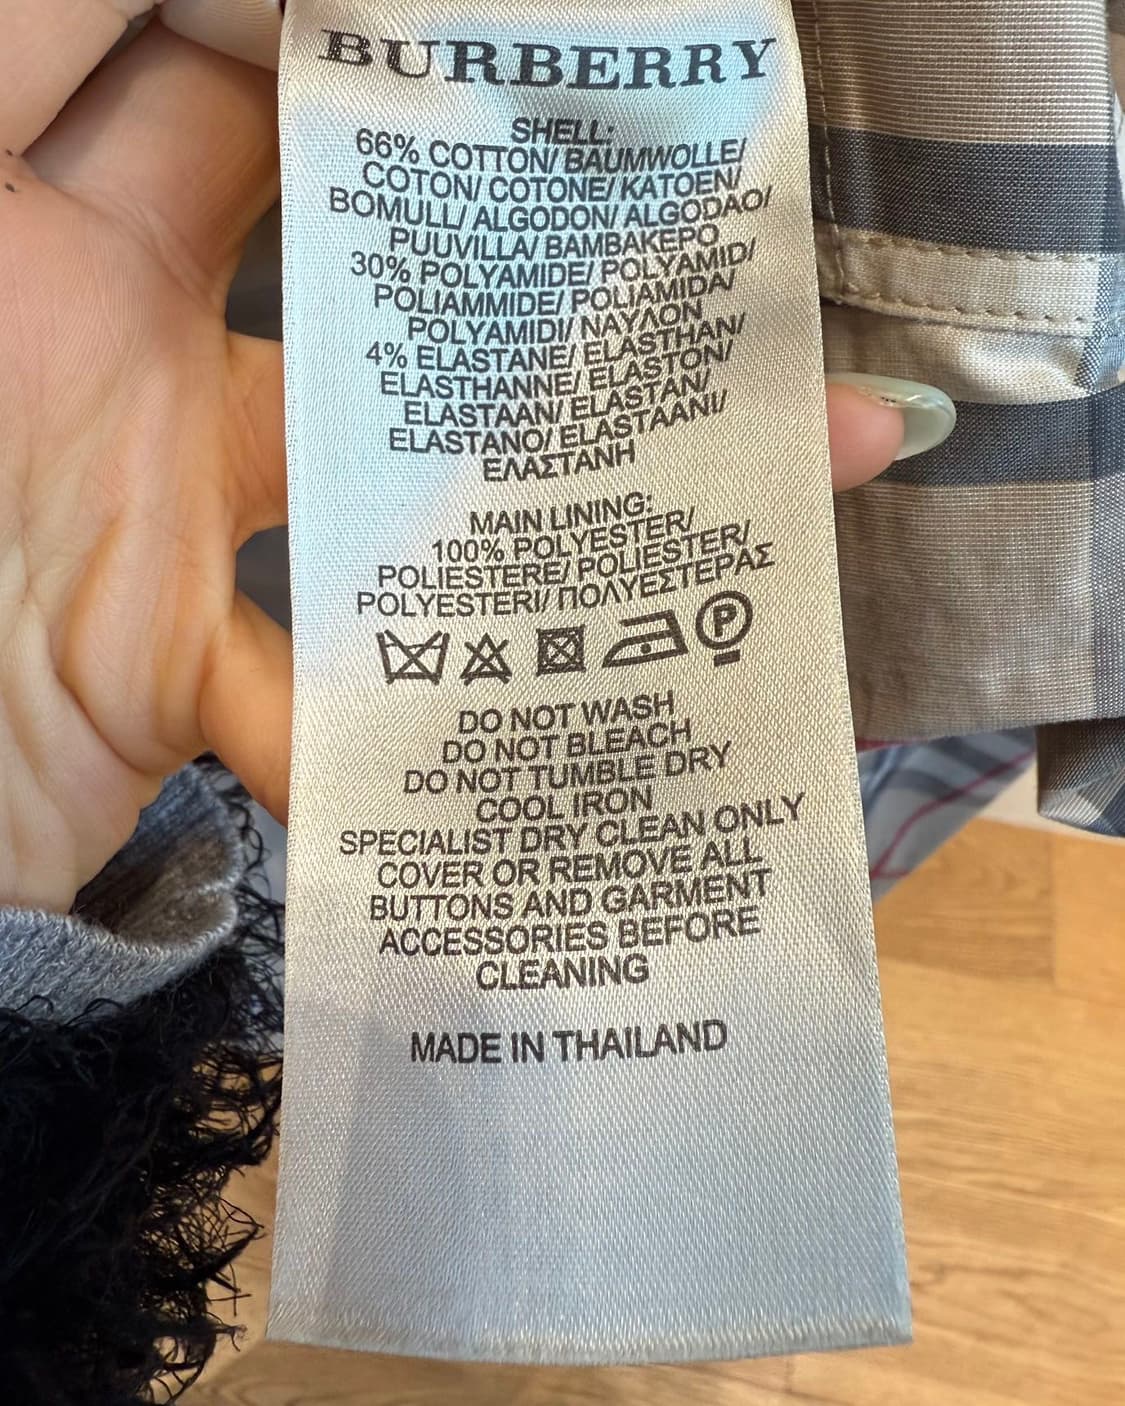 BURBERRY
SHELL:
66% COTTON/ BAUMWOLLE/
COTON/ COTONE/ KATOEN/
BOMULL/ ALGODON/ ALGODAO/
PUUVILLA/ ΒΑΜΒΑΚΕΡΟ
30% POLYAMIDE/ POLYAMID/
POLIAMMIDE/ POLIAMIDA/
POLYAMIDI/ ΝΑΥΛΟΝ
4% ELASTANE/ ELASTHAN/
ELASTHANNE/ ELASTON/
ELASTAAN/ ELASTAN/
ELASTANO/ ELASTAANI/
ΕΛΑΣΤΑΝΗ
MAIN LINING:
100% POLYESTER/
POLIESTERE/ POLIESTER/
POLYESTERI/ ΠΟΛΥΕΣΤΕΡΑΣ
P
DO NOT WASH
DO NOT BLEACH
DO NOT TUMBLE DRY
COOL IRON
SPECIALIST DRY CLEAN ONLY
COVER OR REMOVE ALL
BUTTONS AND GARMENT
ACCESSORIES BEFORE
CLEANING
MADE IN THAILAND